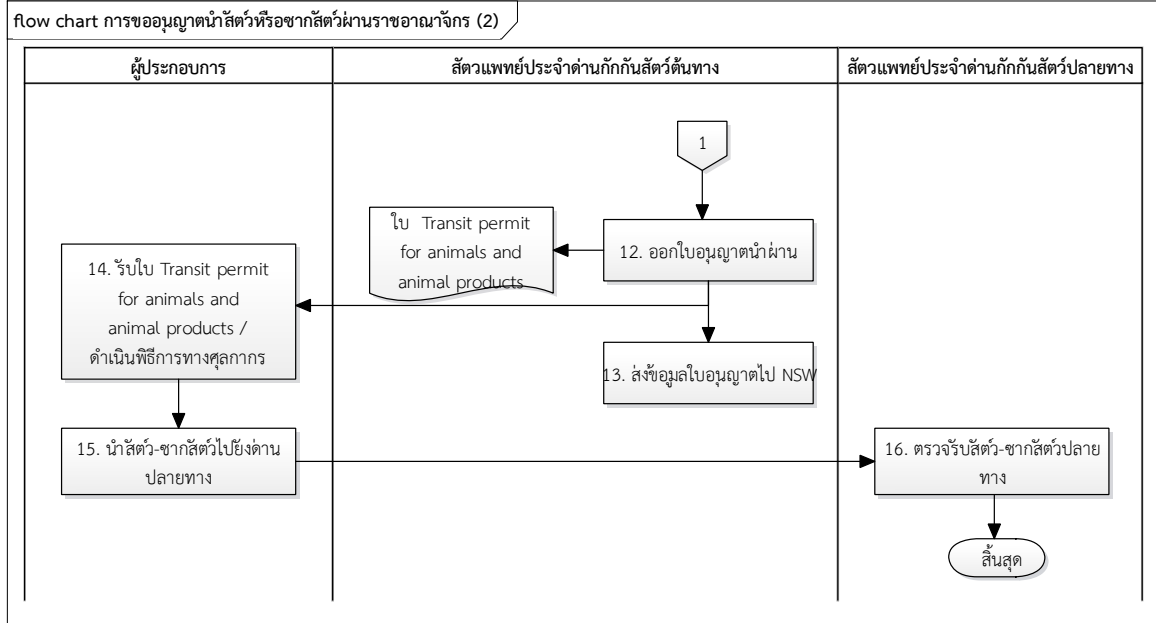 flow chart การขออนุญาตนำสัตว์หรือซากสัตว์ผ่านราชอาณาจักร (2)
ผู้ประกอบการ
สัตวแพทย์ประจำด่านกักกันสัตว์ต้นทาง
สัตวแพทย์ประจำด่านกักกันสัตว์ปลายทาง
1
12. ออกใบอนุญาตนำผ่าน
ใบ Transit permit
for animals and
animal products
14. รับใบ Transit permit
for animals and
animal products /
ดำเนินพิธีการทางศุลกากร
13. ส่งข้อมูลใบอนุญาตไป NSW
15. นำสัตว์-ซากสัตว์ไปยังด่าน
ปลายทาง
16. ตรวจรับสัตว์-ซากสัตว์ปลาย
ทาง
สิ้นสุด